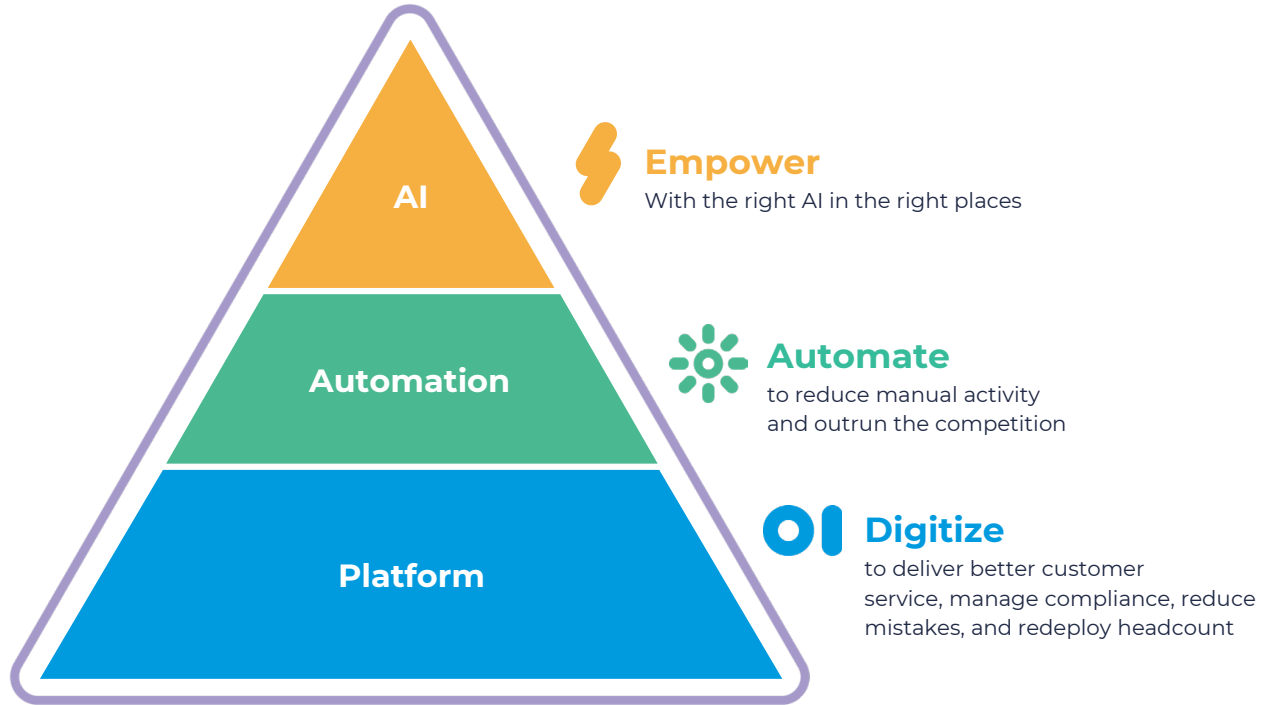 AI
Empower
With the right AI in the right places
Automation
Automate
to reduce manual activity
and outrun the competition
Platform
Digitize
to deliver better customer
service, manage compliance, reduce
mistakes, and redeploy headcount